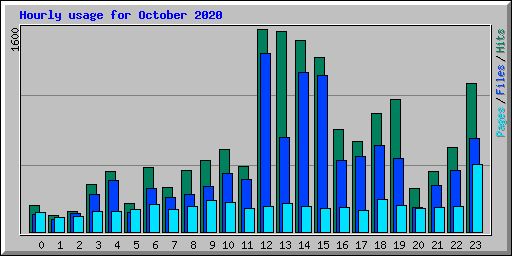 Hourly usage for October 2020
1600
Pages/Files/Hits
0 1 2 3 4 5 6 7 8 9 10 11 12 13 14 15 16 17 18 19 20 21 22 23